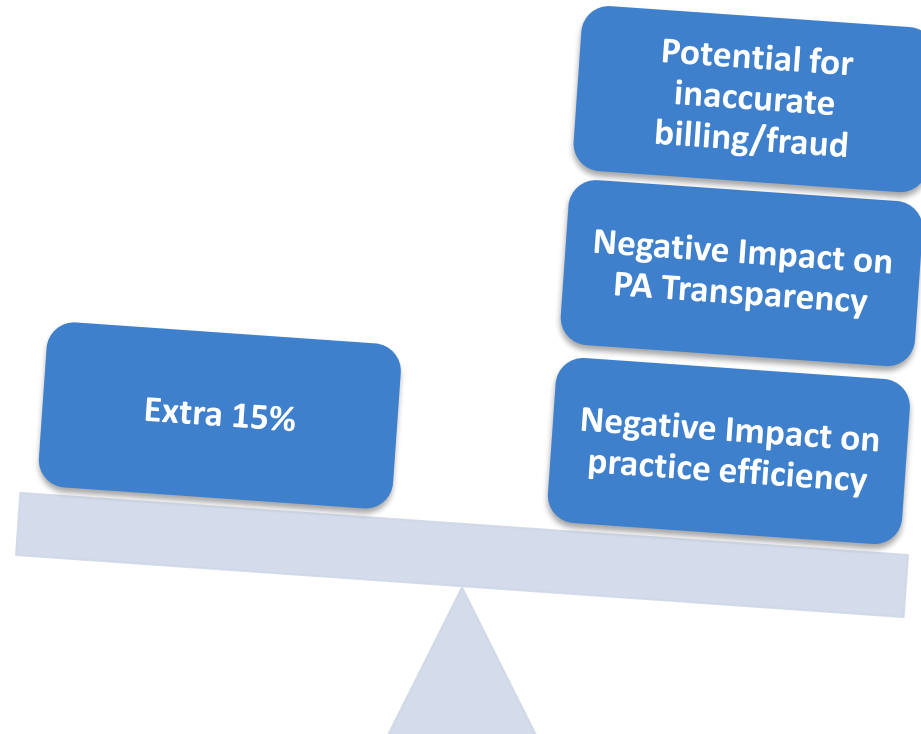 Potential for
inaccurate
billing/fraud
Negative Impact on
PA Transparency
Extra 15%
Negative Impact on
practice efficiency